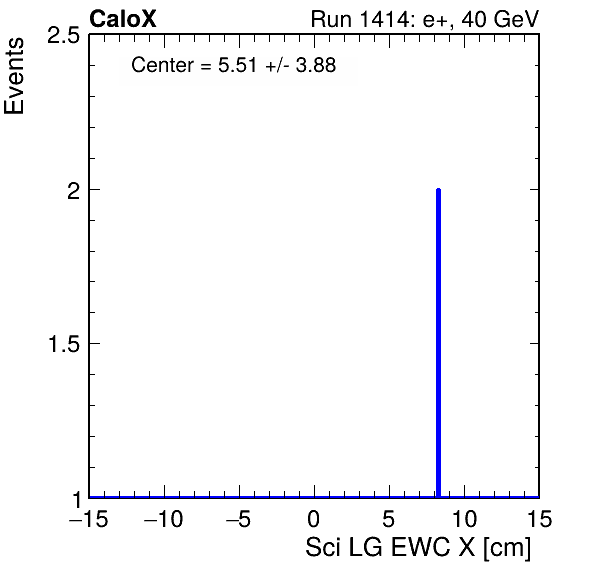 CaloX Run 1414: e+, 40 GeV
Center = 5.51 +/- 3.88
Events
2.5
2
1.5
1
−15 −10 −5 0 5 10 15
Sci LG EWC X [cm]